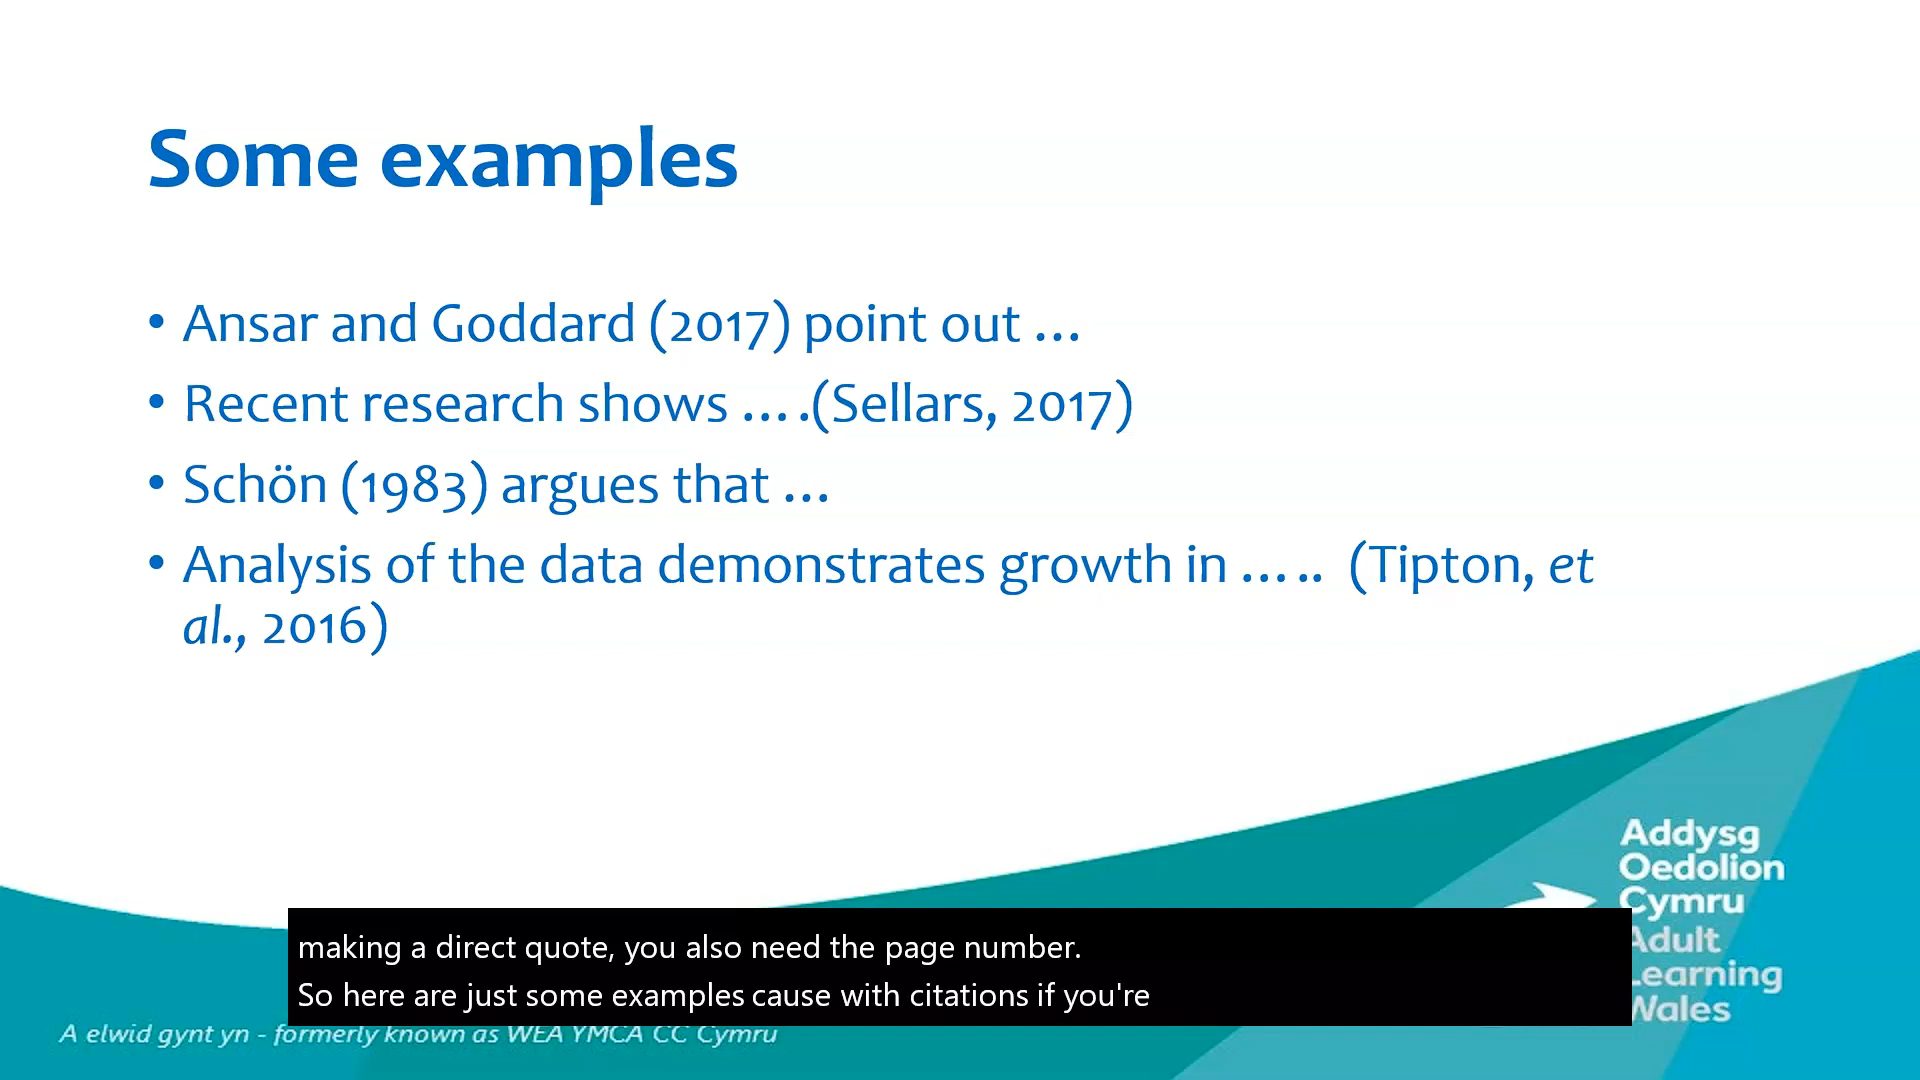 Some examples
• Ansar and Goddard (2017) point out …
• Recent research shows ….(Sellars, 2017)
• Schön (1983) argues that …
• Analysis of the data demonstrates growth in ….. (Tipton, et
al., 2016)
Addysg
Oedolion
Cymru
Adult
Learning
Wales
making a direct quote, you also need the page number.
So here are just some examples cause with citations if you're
A elwid gynt yn - formerly known as WEA YMCA CC Cymru